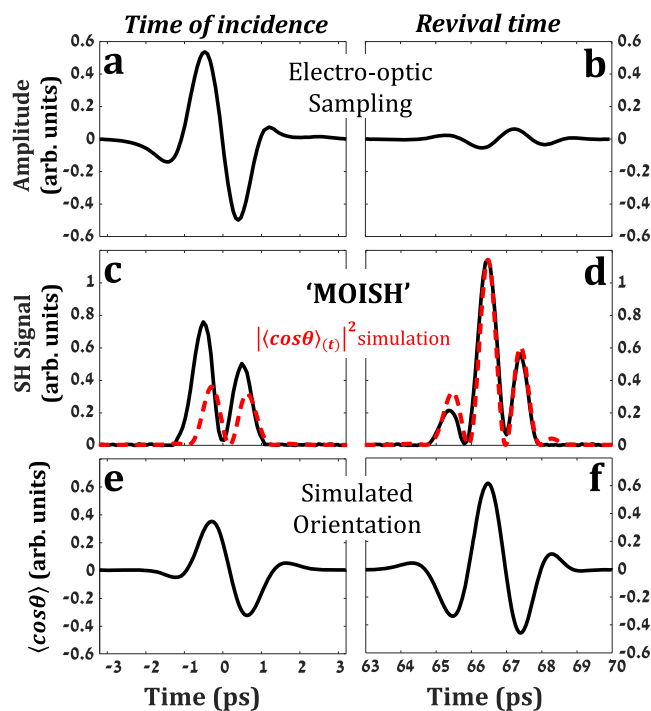 Time of incidence
Revival time
a
b
Electro-optic
Sampling
Amplitude
(arb. units)
0.6
0.4
0.2
0
-0.2
-0.4
-0.6
0.6
0.4
0.2
0
-0.2
-0.4
-0.6
c
d
'MOISH'
|⟨cosθ⟩(t)|² simulation
SH Signal
(arb. units)
1
0.8
0.6
0.4
0.2
0
1
0.8
0.6
0.4
0.2
0
e
f
Simulated
Orientation
⟨cosθ⟩ (arb. units)
0.6
0.4
0.2
0
-0.2
-0.4
-0.6
0.6
0.4
0.2
0
-0.2
-0.4
-0.6
-3 -2 -1 0 1 2 3
63 64 65 66 67 68 69 70
Time (ps)
Time (ps)